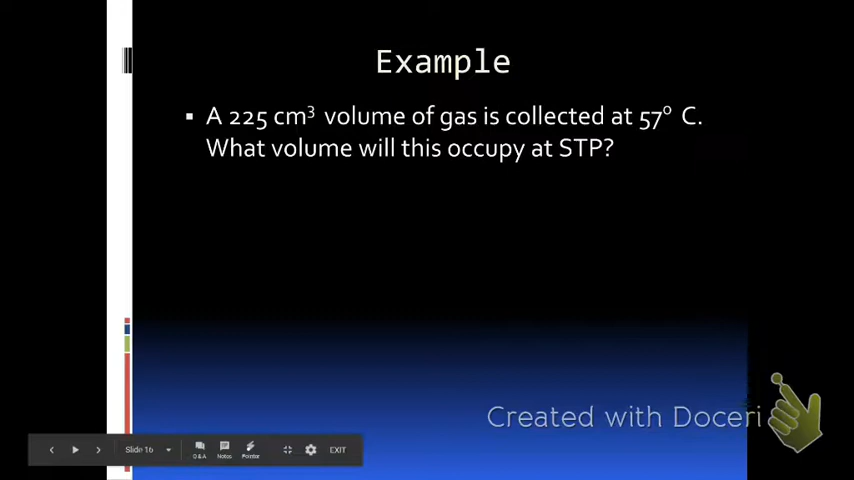 Example
▪ A 225 cm³ volume of gas is collected at 57⁰ C.
What volume will this occupy at STP?
Created with Doceri
Slide 16
Q & A
Notes
Pointer
EXIT